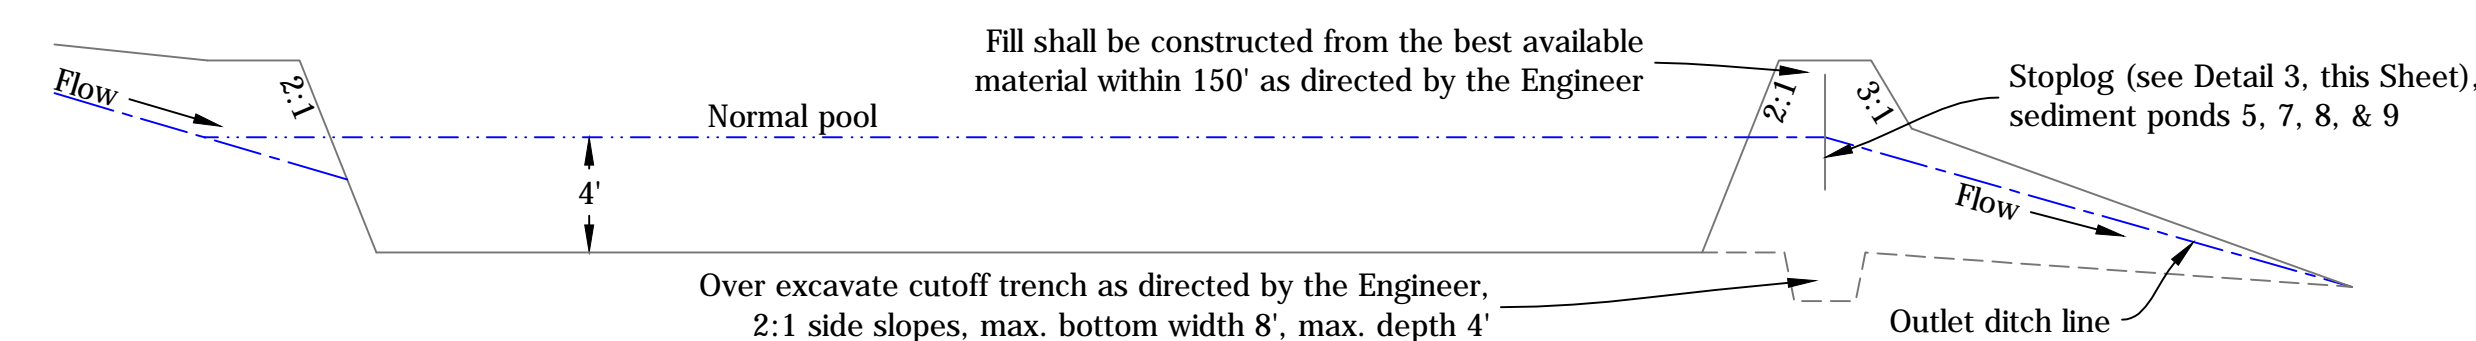 Fill shall be constructed from the best available
material within 150' as directed by the Engineer
Flow
2:1
Normal pool
2:1
3:1
Stoplog (see Detail 3, this Sheet),
sediment ponds 5, 7, 8, & 9
4'
Flow
Over excavate cutoff trench as directed by the Engineer,
2:1 side slopes, max. bottom width 8', max. depth 4'
Outlet ditch line